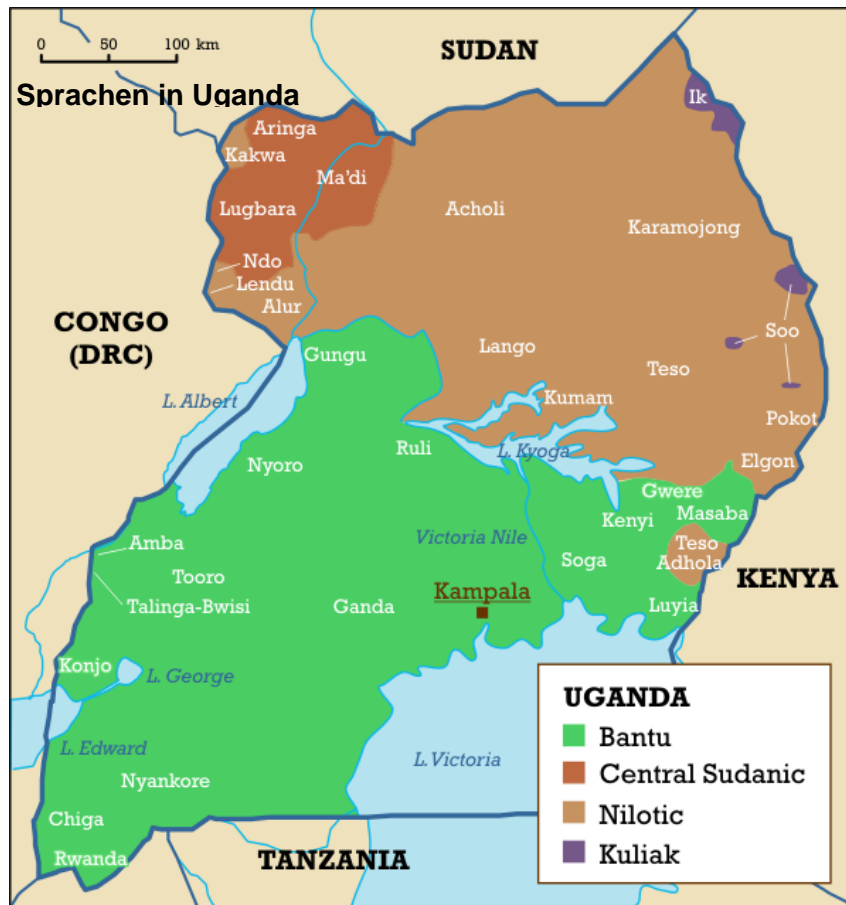 0 50 100 km
SUDAN
Sprachen in Uganda
Ik
Aringa
Kakwa
Ma'di
Lugbara
Acholi
Karamojong
Ndo
Lendu
Alur
CONGO
(DRC)
Soo
Gungu
Lango
Teso
L. Albert
Kumam
Pokot
Ruli
L. Kyoga
Nyoro
Elgon
Gwere
Kenyi
Masaba
Victoria Nile
Amba
Teso
Adhola
Soga
Tooro
KENYA
Kampala
Talinga-Bwisi
Ganda
Luyia
Konjo
L. George
UGANDA
Bantu
L. Edward
L. Victoria
Central Sudanic
Nyankore
Nilotic
Chiga
Kuliak
Rwanda
TANZANIA